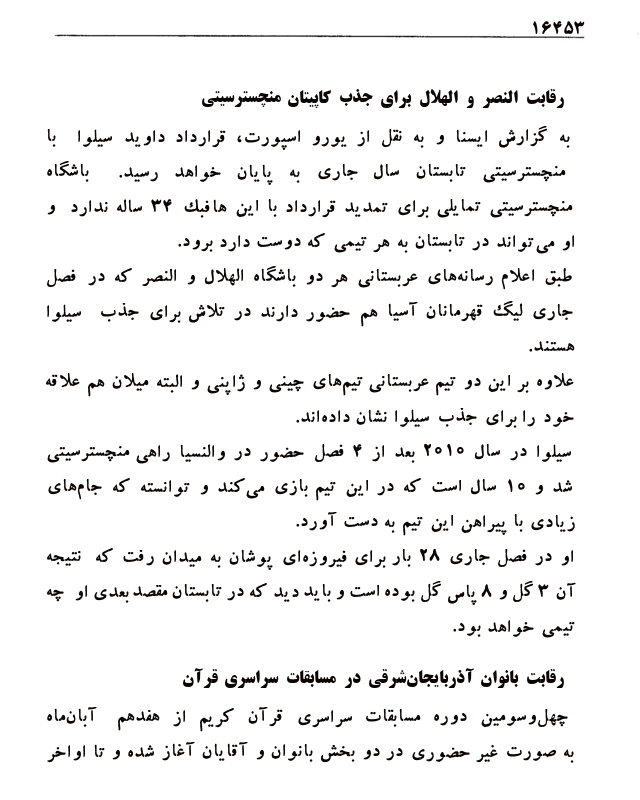 ۱۶۴۵۳
رقابت النصر و الهلال برای جذب کاپیتان منچسترسیتی
به گزارش ایسنا و به نقل از یورو اسپورت، قرارداد داوید سیلوا با
منچسترسیتی تابستان سال جاری به پایان خواهد رسید. باشگاه
منچسترسیتی تمایلی برای تمدید قرارداد با این هافبک ۳۴ ساله ندارد و
او می‌تواند در تابستان به هر تیمی که دوست دارد برود.
طبق اعلام رسانه‌های عربستانی هر دو باشگاه الهلال و النصر که در فصل
جاری لیگ قهرمانان آسیا هم حضور دارند در تلاش برای جذب سیلوا
هستند.
علاوه بر این دو تیم عربستانی تیم‌های چینی و ژاپنی و البته میلان هم علاقه
خود را برای جذب سیلوا نشان داده‌اند.
سیلوا در سال ۲۰۱۰ بعد از ۴ فصل حضور در والنسیا راهی منچسترسیتی
شد و ۱۰ سال است که در این تیم بازی می‌کند و توانسته که جام‌های
زیادی با پیراهن این تیم به دست آورد.
او در فصل جاری ۲۸ بار برای فیروزه‌ای پوشان به میدان رفت که نتیجه
آن ۳ گل و ۸ پاس گل بوده است و باید دید که در تابستان مقصد بعدی او چه
تیمی خواهد بود.
رقابت بانوان آذربایجان‌شرقی در مسابقات سراسری قرآن
چهل‌وسومین دوره مسابقات سراسری قرآن کریم از هفدهم آبان‌ماه
به صورت غیر حضوری در دو بخش بانوان و آقایان آغاز شده و تا اواخر